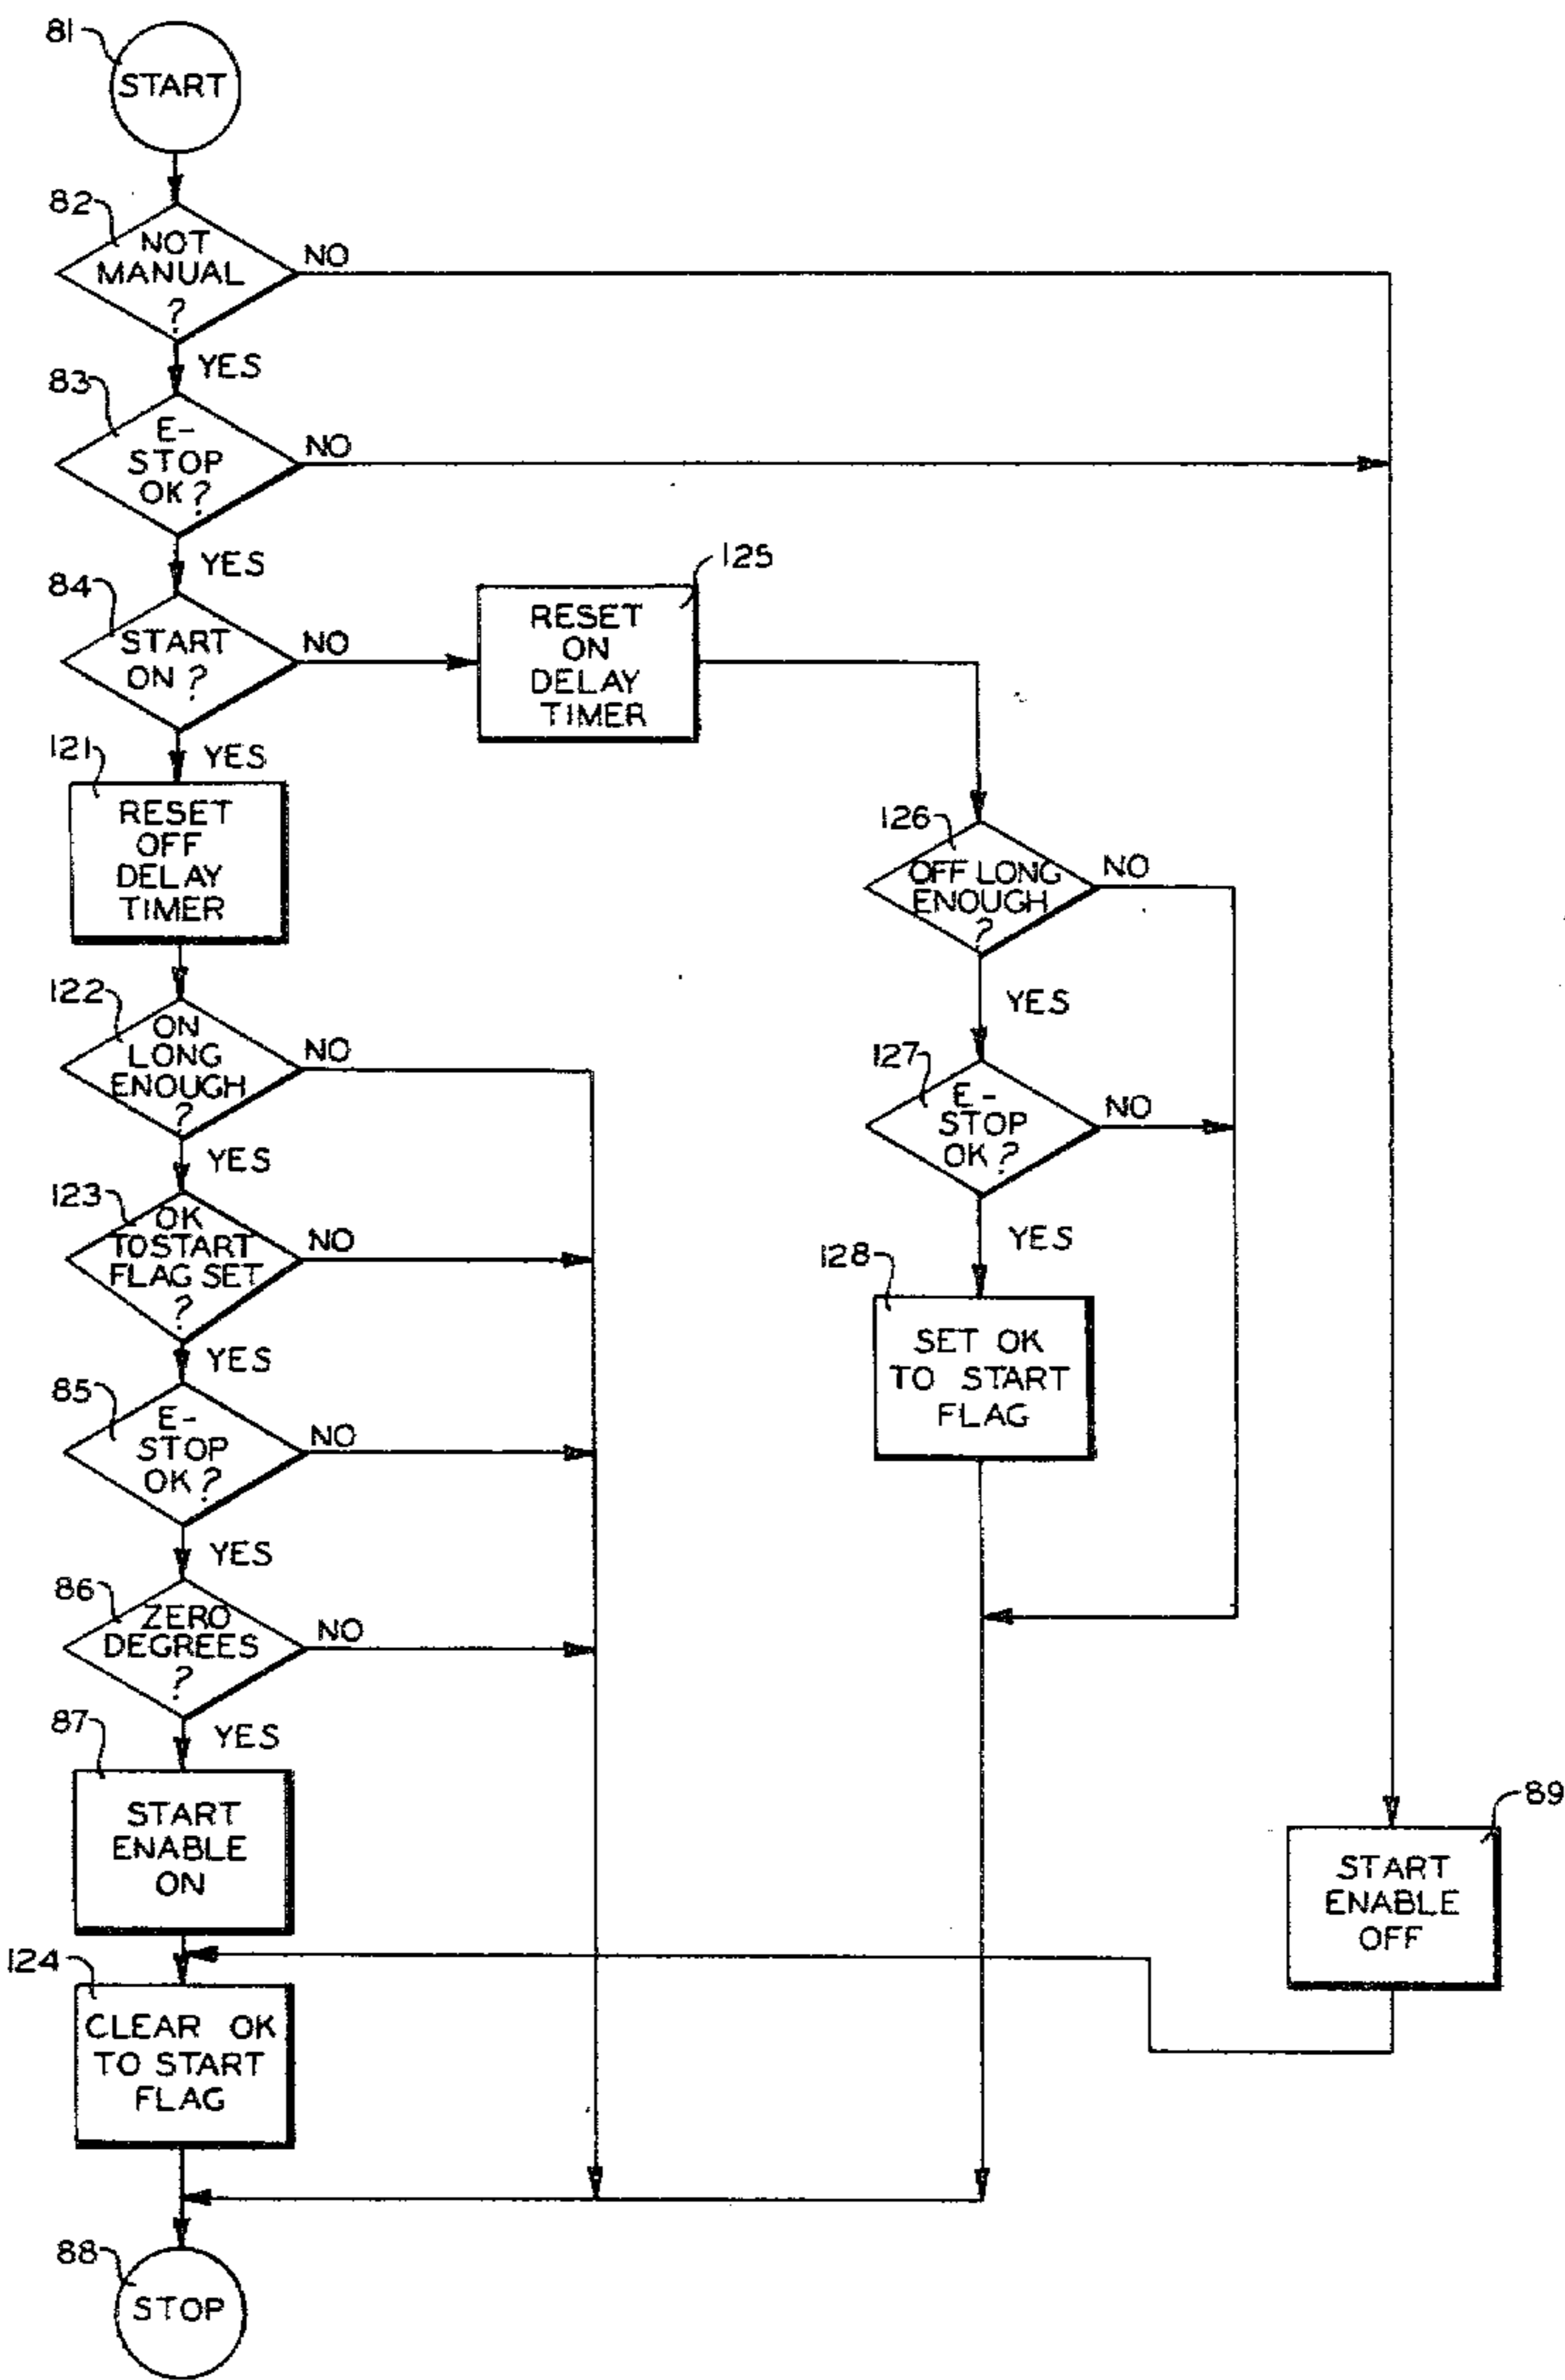 81
START
82
NOT
MANUAL
?
NO
YES
83
E-
STOP
OK?
NO
YES
84
START
ON?
NO
YES
125
RESET
ON
DELAY
TIMER
121
RESET
OFF
DELAY
TIMER
126
OFF LONG
ENOUGH
?
NO
YES
122
ON
LONG
ENOUGH
?
NO
YES
127
E-
STOP
OK?
NO
YES
123
OK
TO START
FLAG SET
?
NO
YES
128
SET OK
TO START
FLAG
85
E-
STOP
OK?
NO
YES
86
ZERO
DEGREES
?
NO
YES
87
START
ENABLE
ON
89
START
ENABLE
OFF
124
CLEAR OK
TO START
FLAG
88
STOP